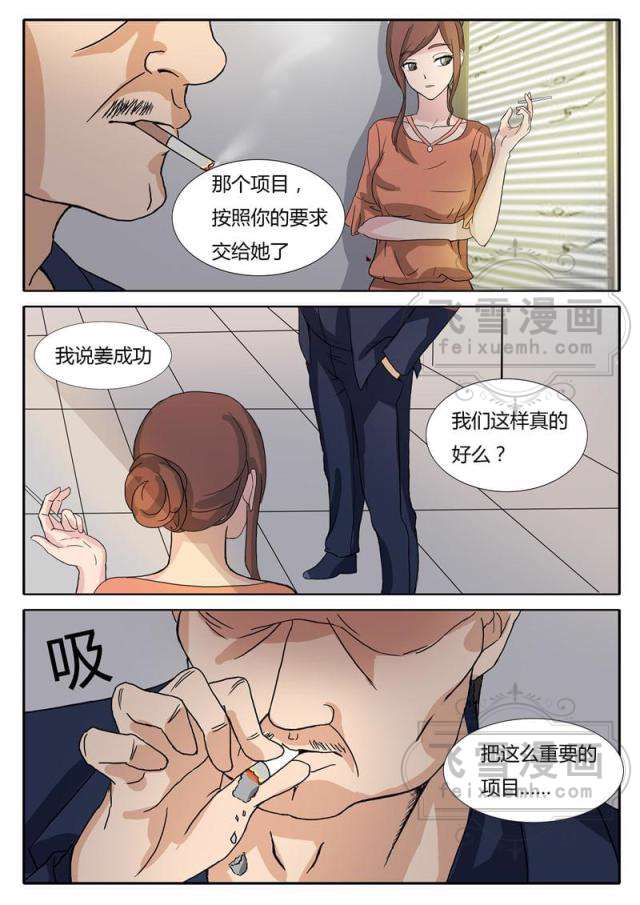 那个项目，
按照你的要求
交给她了
飞雪漫画
feixuemh.com
我说姜成功
我们这样真的
好么？
吸
把这么重要的
项目......
飞雪漫画
feixuemh.com